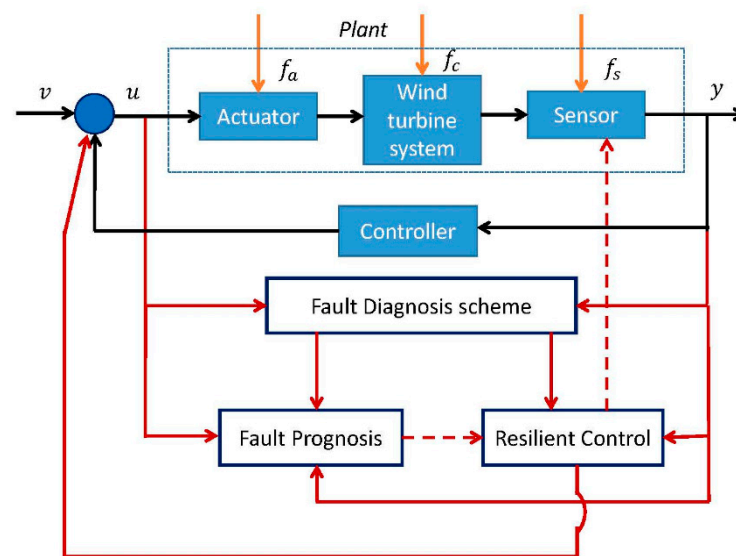 Plant
v
u
f_a
f_c
f_s
y
Actuator
Wind
turbine
system
Sensor
Controller
Fault Diagnosis scheme
Fault Prognosis
Resilient Control